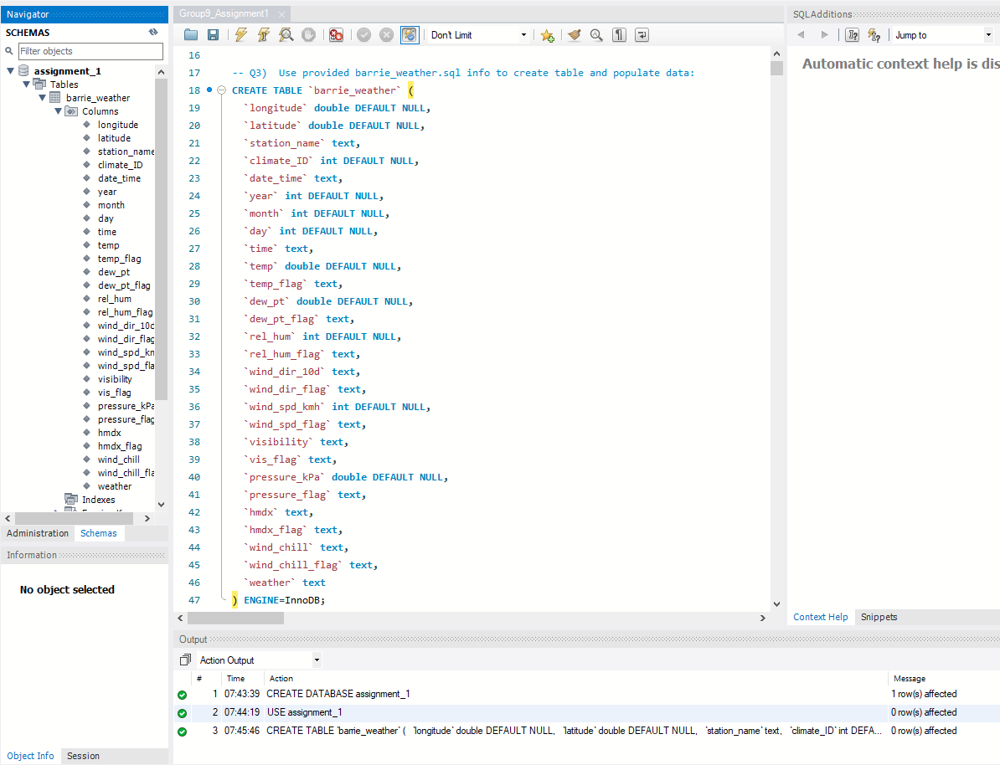 Navigator
SCHEMAS
Filter objects
assignment_1
Tables
barrie_weather
Columns
longitude
latitude
station_name
climate_ID
date_time
year
month
day
time
temp
temp_flag
dew_pt
dew_pt_flag
rel_hum
rel_hum_flag
wind_dir_10d
wind_dir_flag
wind_spd_km
wind_spd_fla
visibility
vis_flag
pressure_kPa
pressure_flag
hmdx
hmdx_flag
wind_chill
wind_chill_fla
weather
Indexes
Administration Schemas
Information
No object selected
Object Info Session
Group9_Assignment1
Don't Limit
16
17 -- Q3)  Use provided barrie_weather.sql info to create table and populate data:
18 CREATE TABLE `barrie_weather` (
19 `longitude` double DEFAULT NULL,
20 `latitude` double DEFAULT NULL,
21 `station_name` text,
22 `climate_ID` int DEFAULT NULL,
23 `date_time` text,
24 `year` int DEFAULT NULL,
25 `month` int DEFAULT NULL,
26 `day` int DEFAULT NULL,
27 `time` text,
28 `temp` double DEFAULT NULL,
29 `temp_flag` text,
30 `dew_pt` double DEFAULT NULL,
31 `dew_pt_flag` text,
32 `rel_hum` int DEFAULT NULL,
33 `rel_hum_flag` text,
34 `wind_dir_10d` text,
35 `wind_dir_flag` text,
36 `wind_spd_kmh` int DEFAULT NULL,
37 `wind_spd_flag` text,
38 `visibility` text,
39 `vis_flag` text,
40 `pressure_kPa` double DEFAULT NULL,
41 `pressure_flag` text,
42 `hmdx` text,
43 `hmdx_flag` text,
44 `wind_chill` text,
45 `wind_chill_flag` text,
46 `weather` text
47 ) ENGINE=InnoDB;
SQLAdditions
Jump to
Automatic context help is dis
Context Help Snippets
Output
Action Output
# Time Action Message
1 07:43:39 CREATE DATABASE assignment_1 1 row(s) affected
2 07:44:19 USE assignment_1 0 row(s) affected
3 07:45:46 CREATE TABLE `barrie_weather` ( `longitude` double DEFAULT NULL, `latitude` double DEFAULT NULL, `station_name` text, `climate_ID` int DEFA... 0 row(s) affected